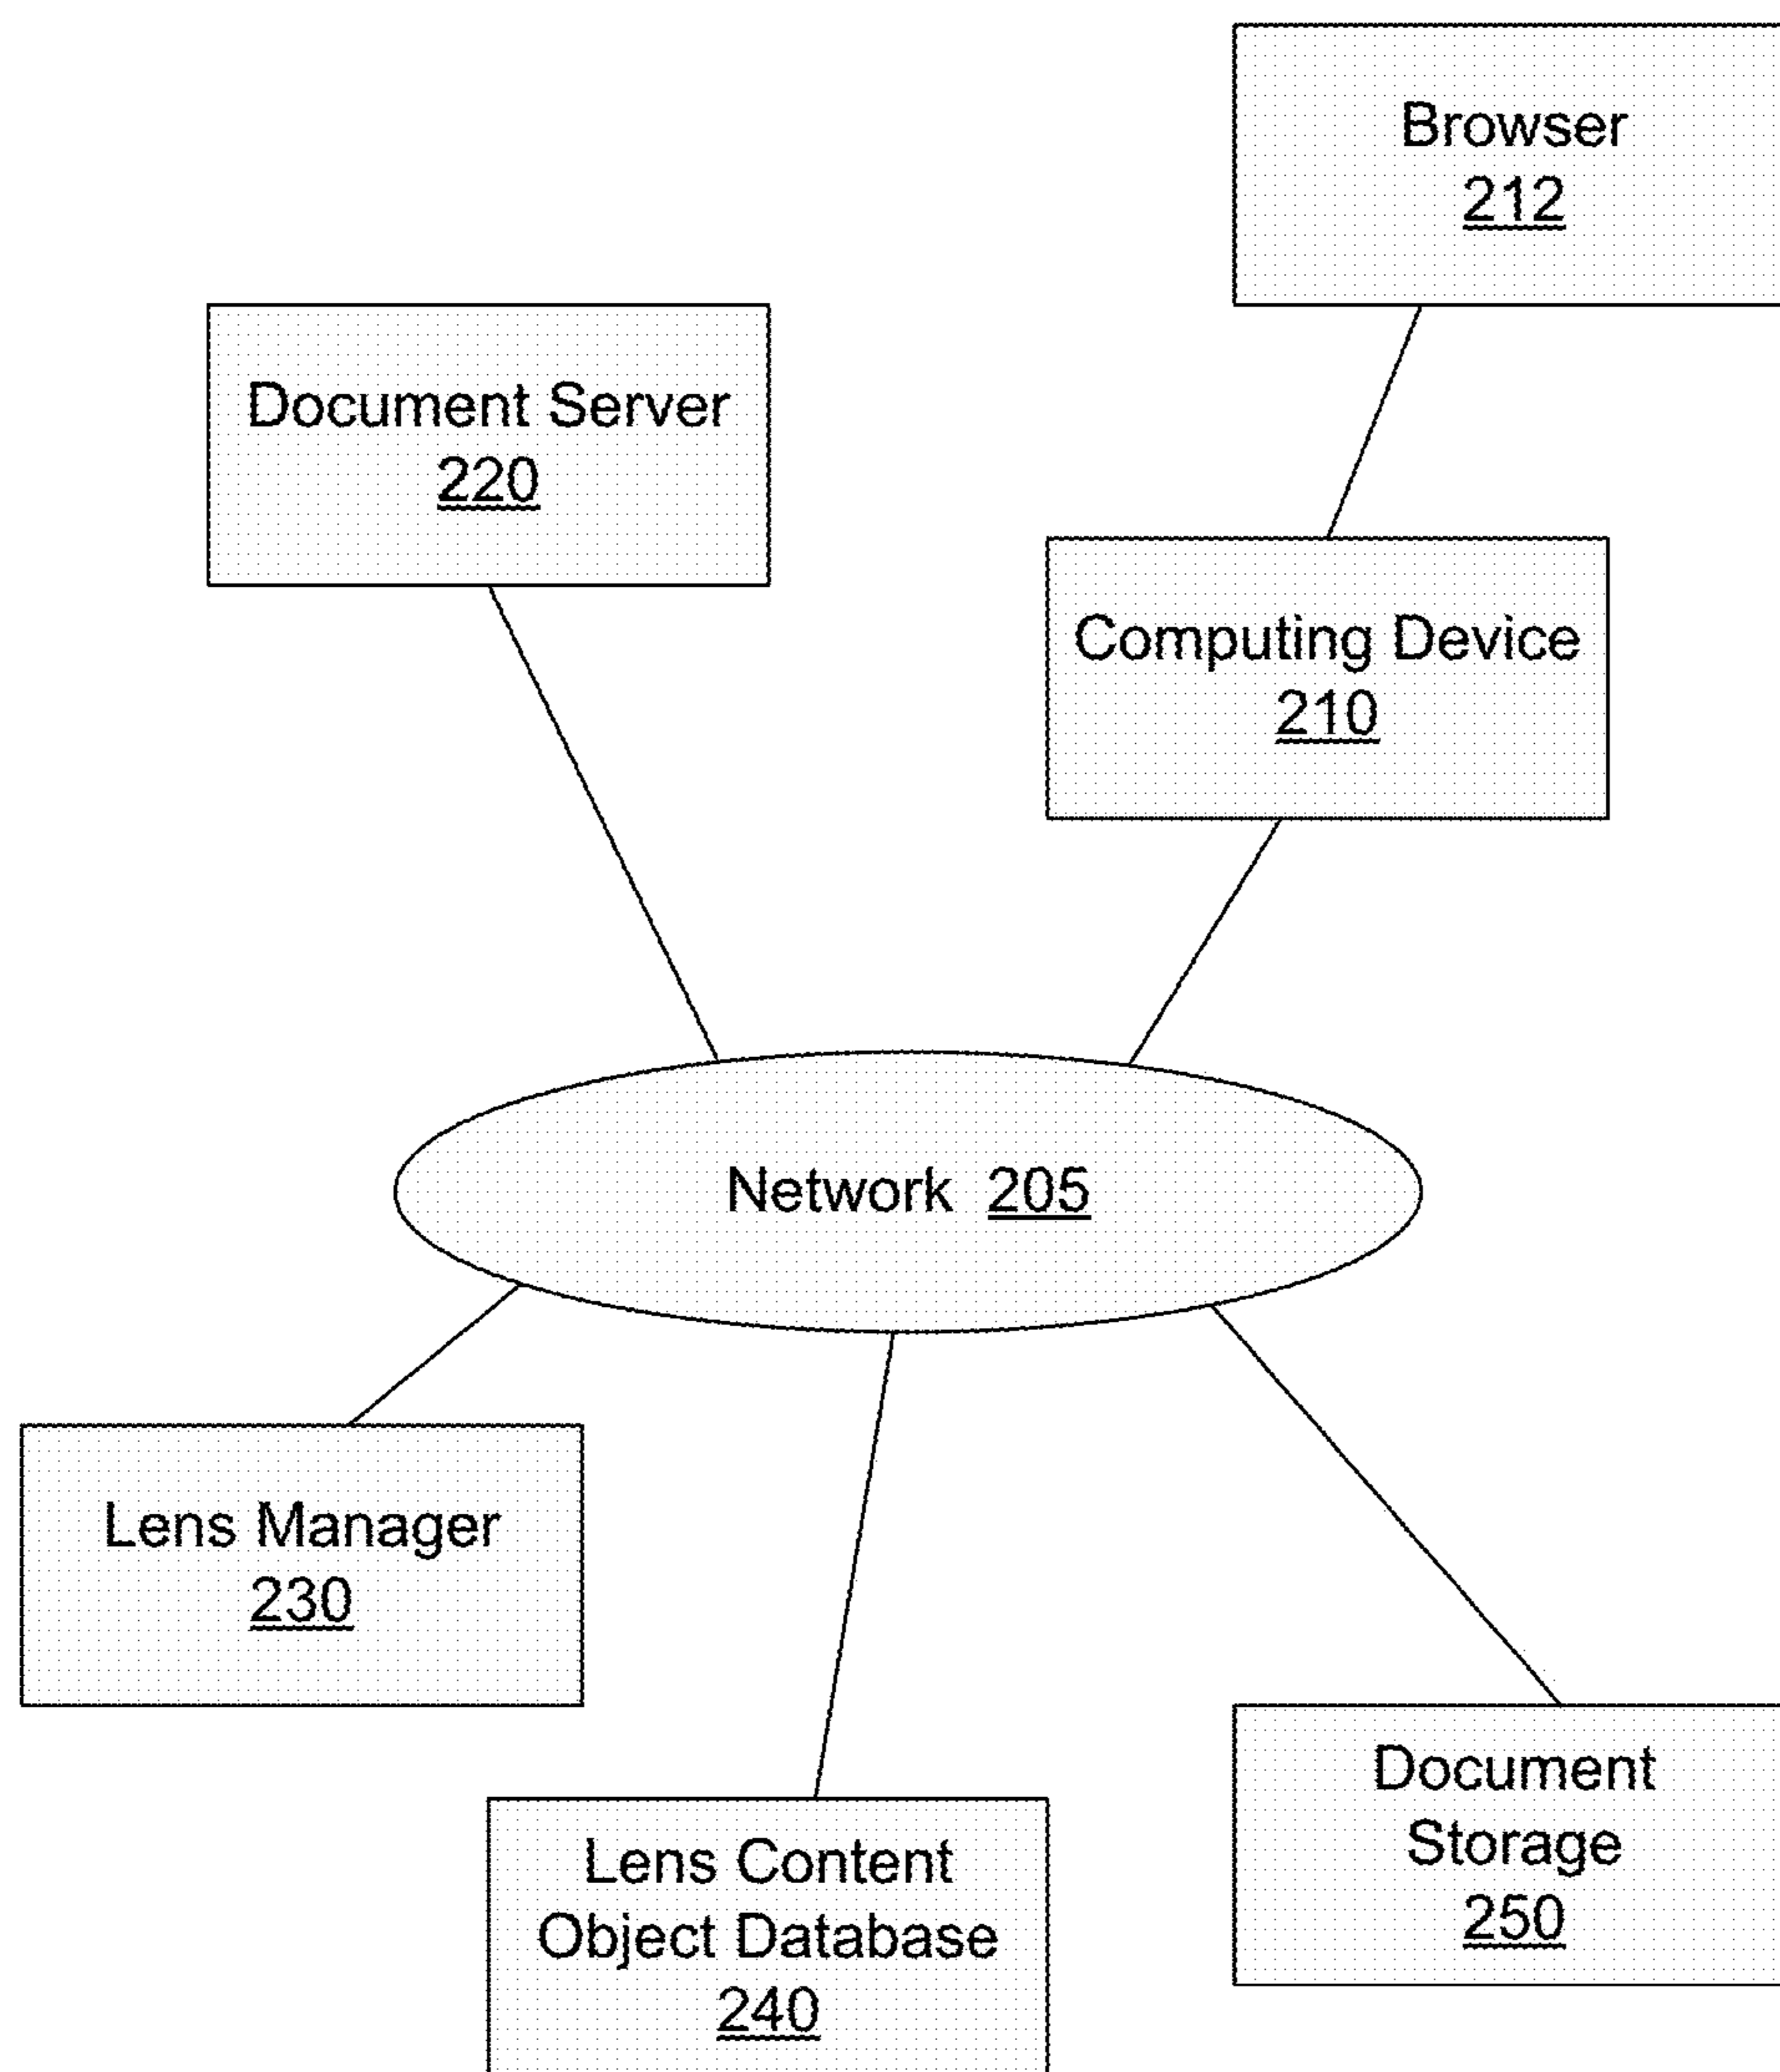 Browser
212
Document Server
220
Computing Device
210
Network 205
Lens Manager
230
Lens Content
Object Database
240
Document
Storage
250